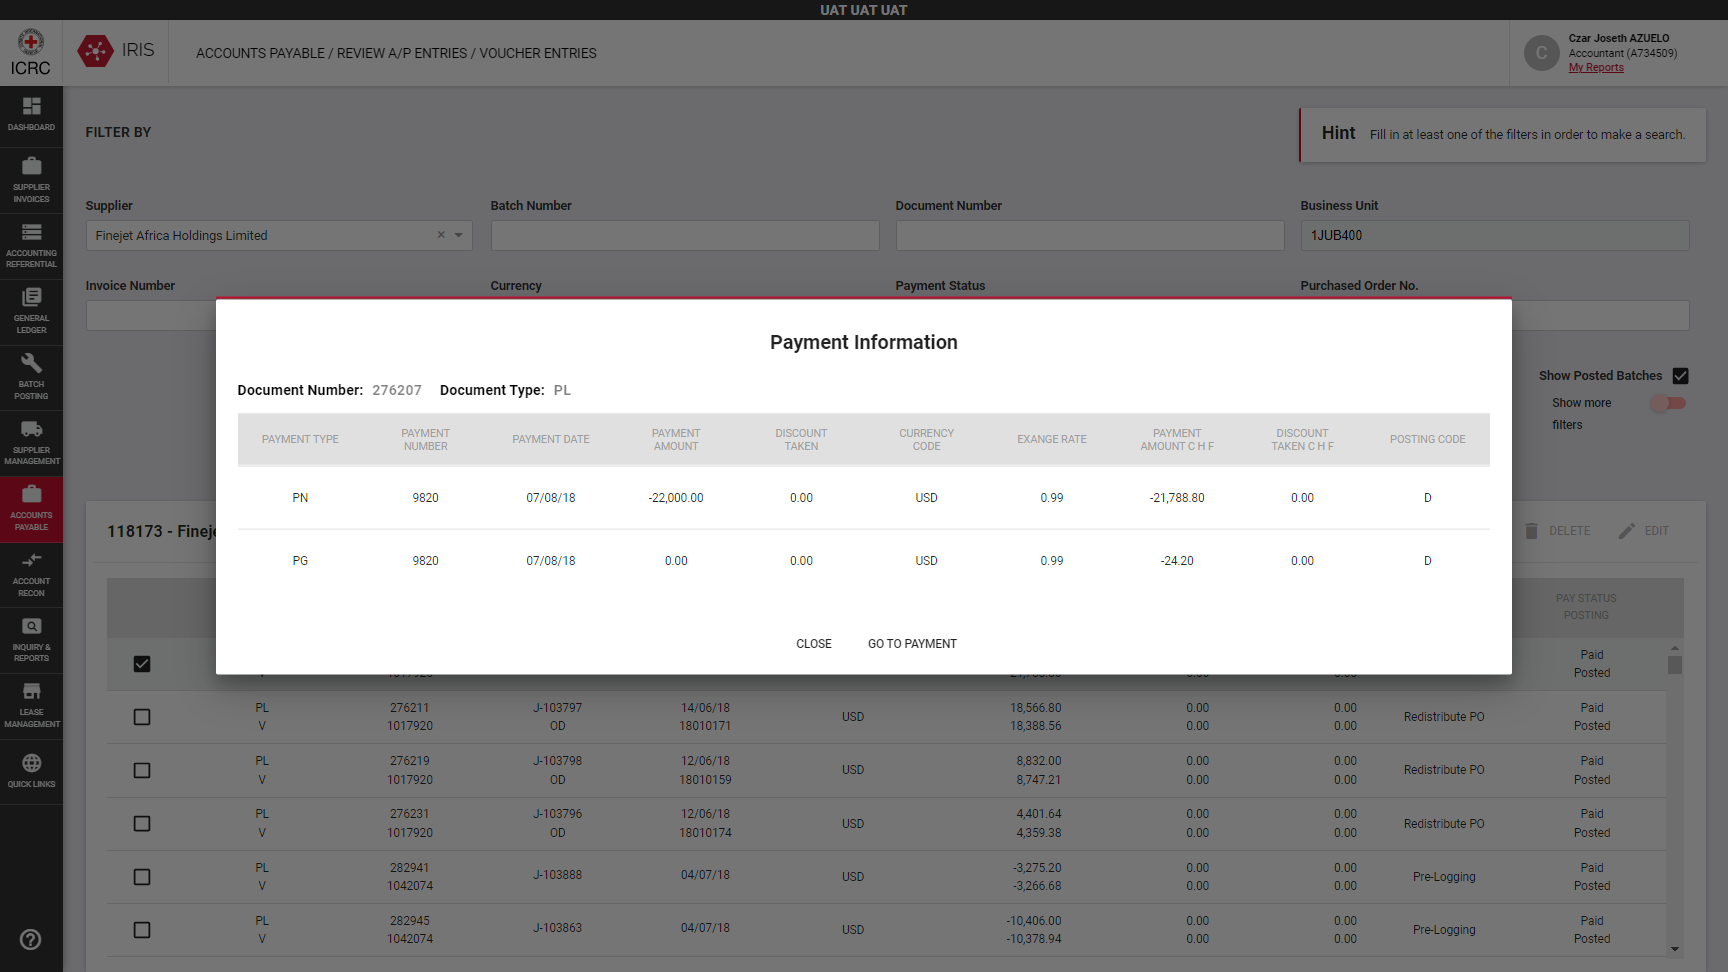 UAT UAT UAT
ICRC
IRIS
ACCOUNTS PAYABLE / REVIEW A/P ENTRIES / VOUCHER ENTRIES
C
Czar Joseth AZUELO
Accountant (A734509)
My Reports
DASHBOARD
SUPPLIER
INVOICES
ACCOUNTING
REFERENTIAL
GENERAL
LEDGER
BATCH
POSTING
SUPPLIER
MANAGEMENT
ACCOUNTS
PAYABLE
ACCOUNT
RECON
INQUIRY &
REPORTS
LEASE
MANAGEMENT
QUICK LINKS
FILTER BY
Hint Fill in at least one of the filters in order to make a search.
Supplier Batch Number Document Number Business Unit
Finejet Africa Holdings Limited 1JUB400
Invoice Number Currency Payment Status Purchased Order No.
Show Posted Batches
Show more
filters
Payment Information
Document Number: 276207 Document Type: PL
PAYMENT TYPE PAYMENT NUMBER PAYMENT DATE PAYMENT AMOUNT DISCOUNT TAKEN CURRENCY CODE EXANGE RATE PAYMENT AMOUNT C H F DISCOUNT TAKEN C H F POSTING CODE
PN 9820 07/08/18 -22,000.00 0.00 USD 0.99 -21,788.80 0.00 D
PG 9820 07/08/18 0.00 0.00 USD 0.99 -24.20 0.00 D
CLOSE GO TO PAYMENT
118173 - Fineje
DELETE EDIT
PAY STATUS
POSTING
Paid
Posted
PL 276211 J-103797 14/06/18 USD 18,566.80 0.00 0.00 Redistribute PO Paid
V 1017920 OD 18010171 18,388.56 0.00 0.00 Posted
PL 276219 J-103798 12/06/18 USD 8,832.00 0.00 0.00 Redistribute PO Paid
V 1017920 OD 18010159 8,747.21 0.00 0.00 Posted
PL 276231 J-103796 12/06/18 USD 4,401.64 0.00 0.00 Redistribute PO Paid
V 1017920 OD 18010174 4,359.38 0.00 0.00 Posted
PL 282941 J-103888 04/07/18 USD -3,275.20 0.00 0.00 Pre-Logging Paid
V 1042074 -3,266.68 0.00 0.00 Posted
PL 282945 J-103863 04/07/18 USD -10,406.00 0.00 0.00 Pre-Logging Paid
V 1042074 -10,378.94 0.00 0.00 Posted